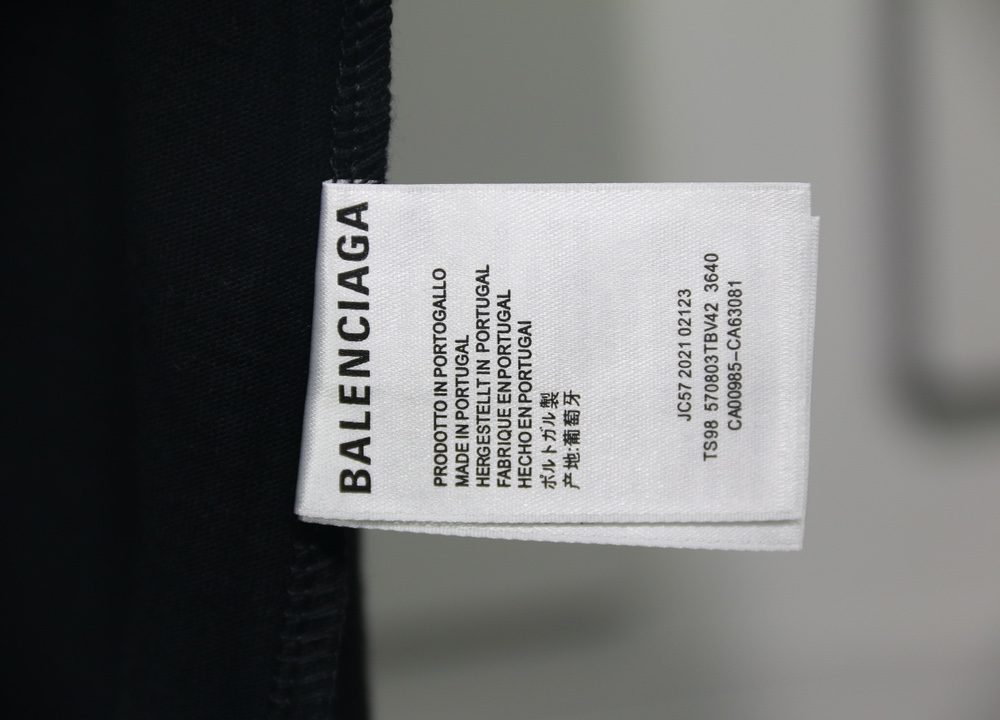 BALENCIAGA
PRODOTTO IN PORTOGALLO
MADE IN PORTUGAL
HERGESTELLT IN PORTUGAL
FABRIQUE EN PORTUGAL
HECHO EN PORTUGAl
ポルトガル製
产地:葡萄牙
JC57 2021 02123
TS98 570803TBV42 3640
CA00985-CA63081